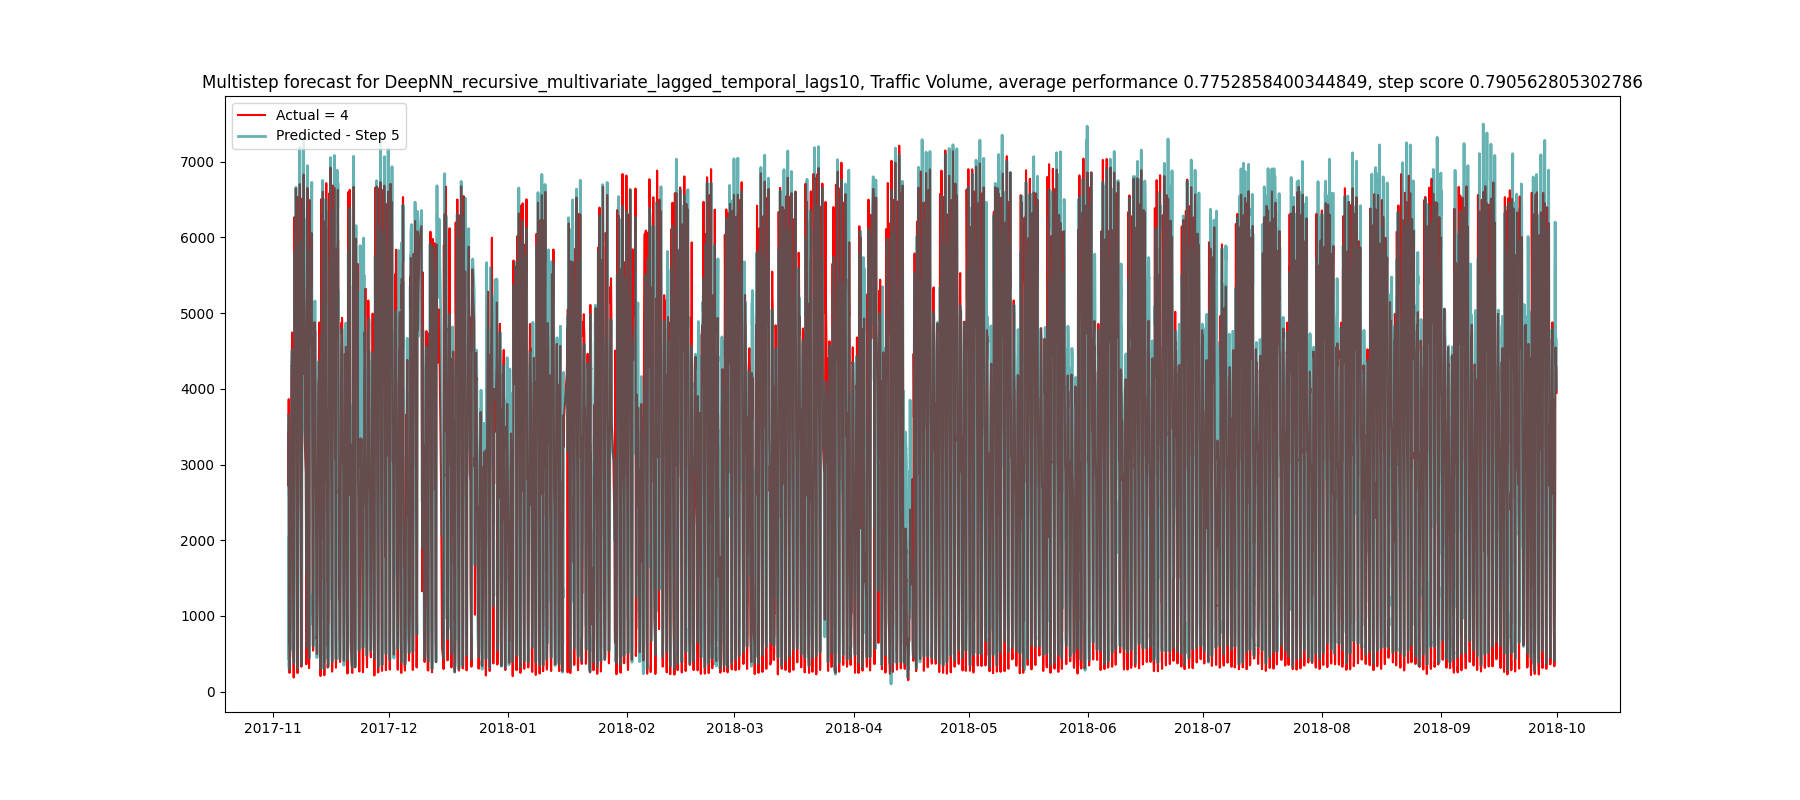 Multistep forecast for DeepNN_recursive_multivariate_lagged_temporal_lags10, Traffic Volume, average performance 0.7752858400344849, step score 0.790562805302786
Actual = 4
Predicted - Step 5
7000
6000
5000
4000
3000
2000
1000
0
2017-11 2017-12 2018-01 2018-02 2018-03 2018-04 2018-05 2018-06 2018-07 2018-08 2018-09 2018-10